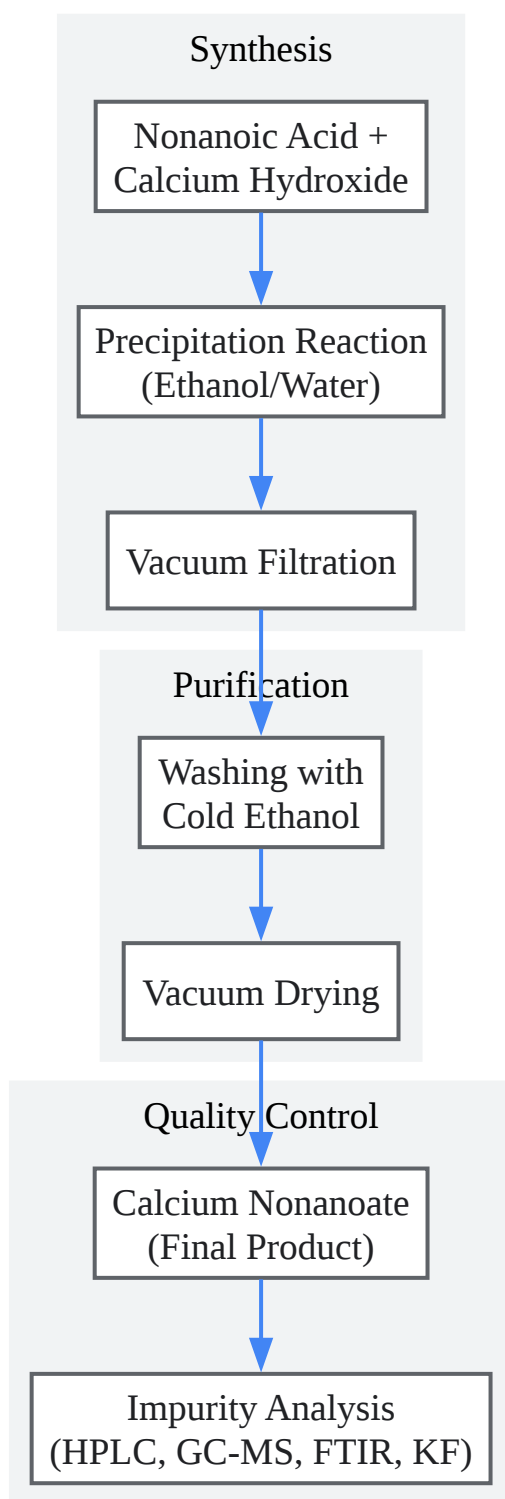 Synthesis
Nonanoic Acid +
Calcium Hydroxide
Precipitation Reaction
(Ethanol/Water)
Vacuum Filtration
Purification
Washing with
Cold Ethanol
Vacuum Drying
Quality Control
Calcium Nonanoate
(Final Product)
Impurity Analysis
(HPLC, GC-MS, FTIR, KF)